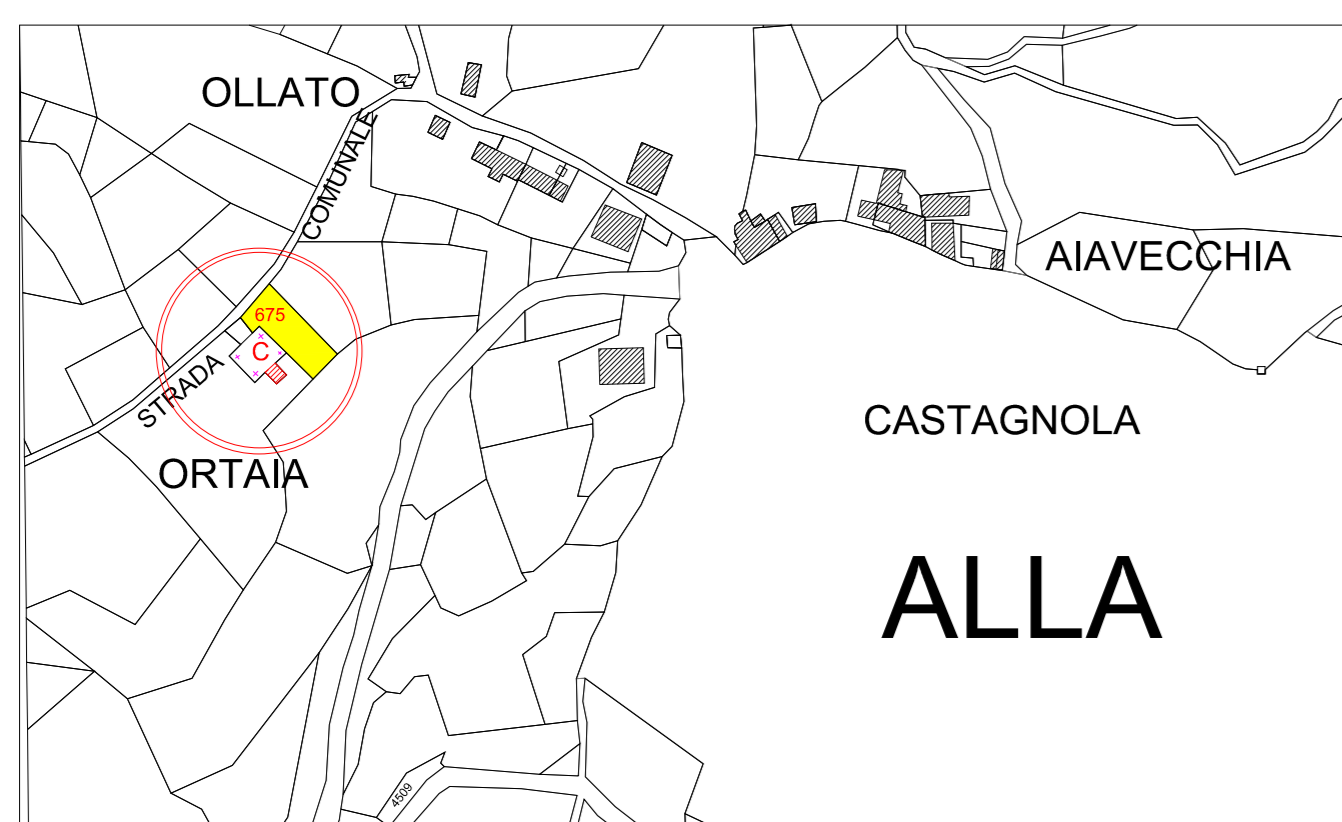 OLLATO
STRADA COMUNALE
AIAVECCHIA
675
C
CASTAGNOLA
ORTAIA
ALLA
4509